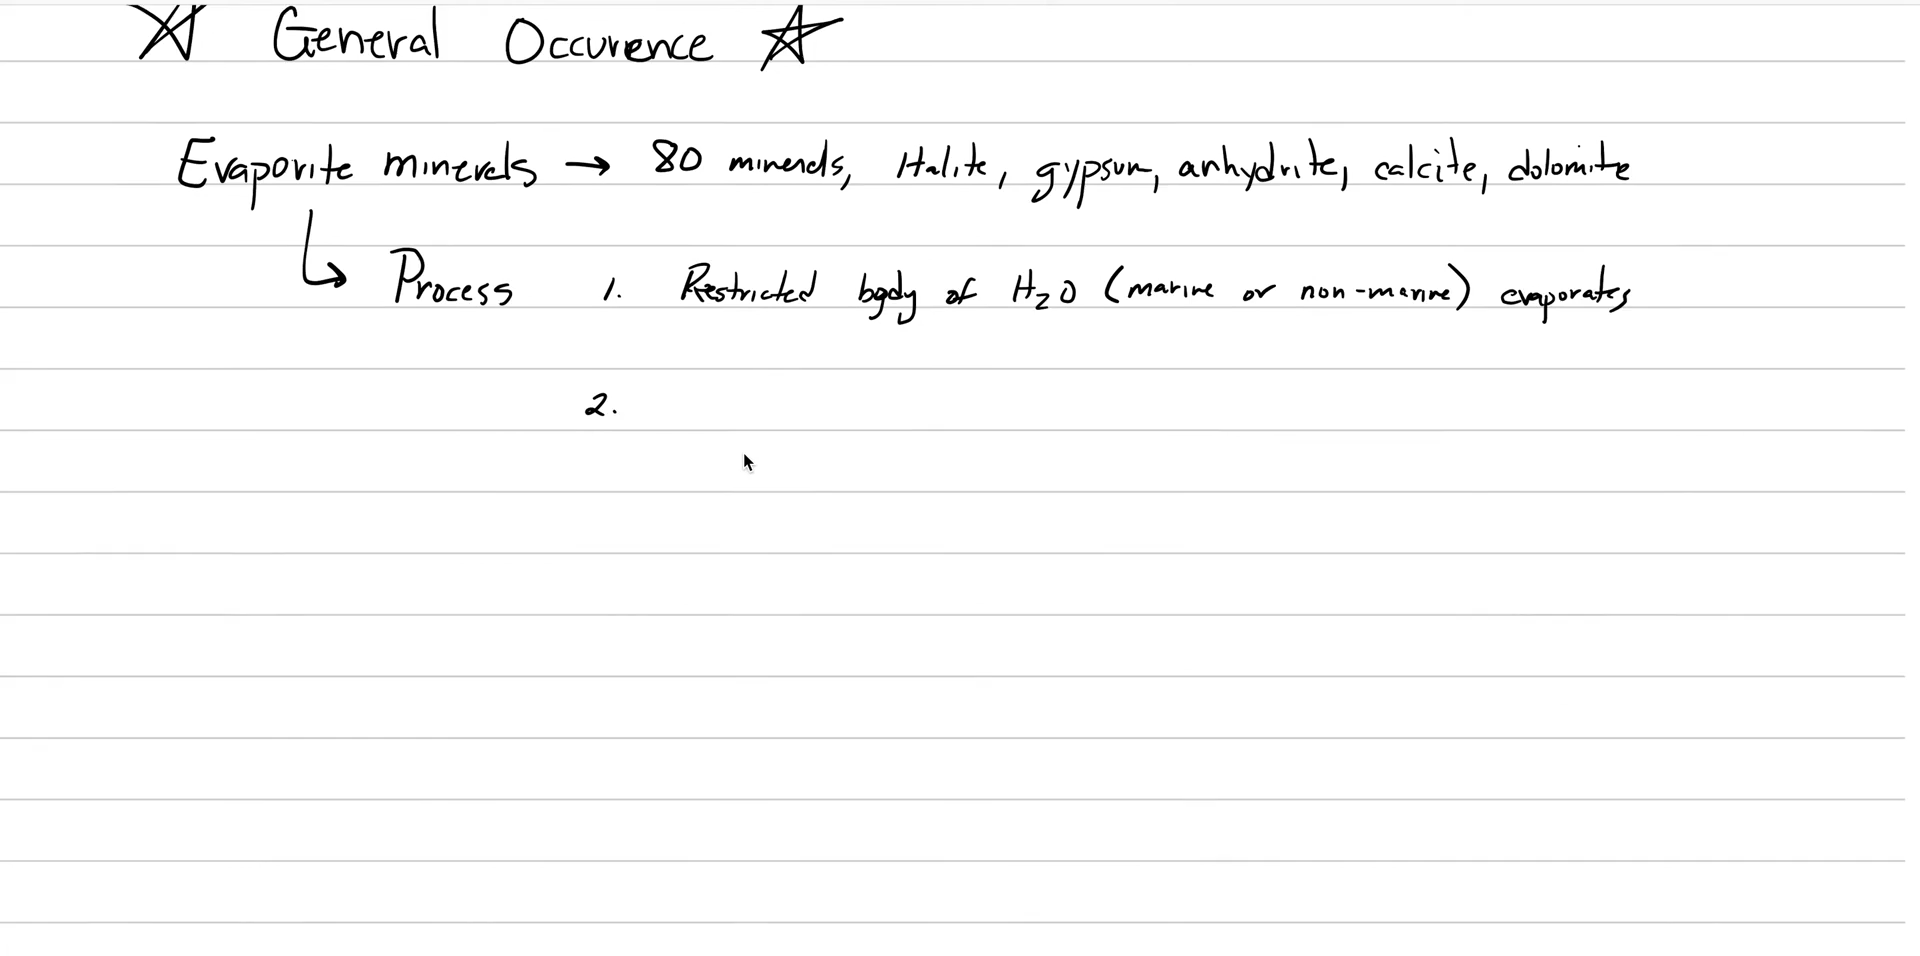 General Occurence
Evaporite minerals → 80 minerals, Halite, gypsum, anhydrite, calcite, dolomite
Process 1. Restricted body of H₂O (marine or non-marine) evaporates
2.